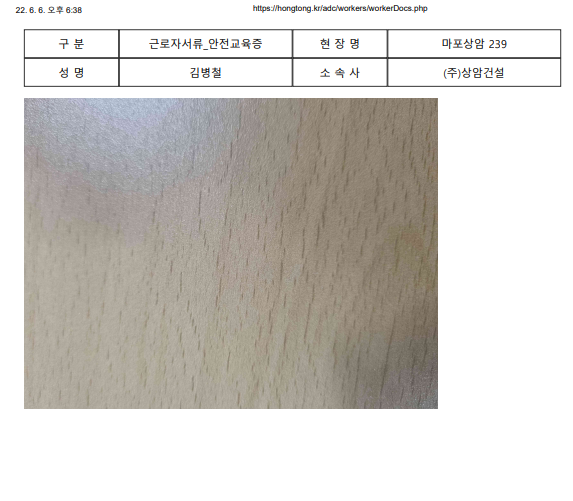 22. 6. 6. 오후 6:38 https://hongtong.kr/adc/workers/workerDocs.php
구 분 근로자서류_안전교육증 현 장 명 마포상암 239
성 명 김병철 소 속 사 (주)상암건설